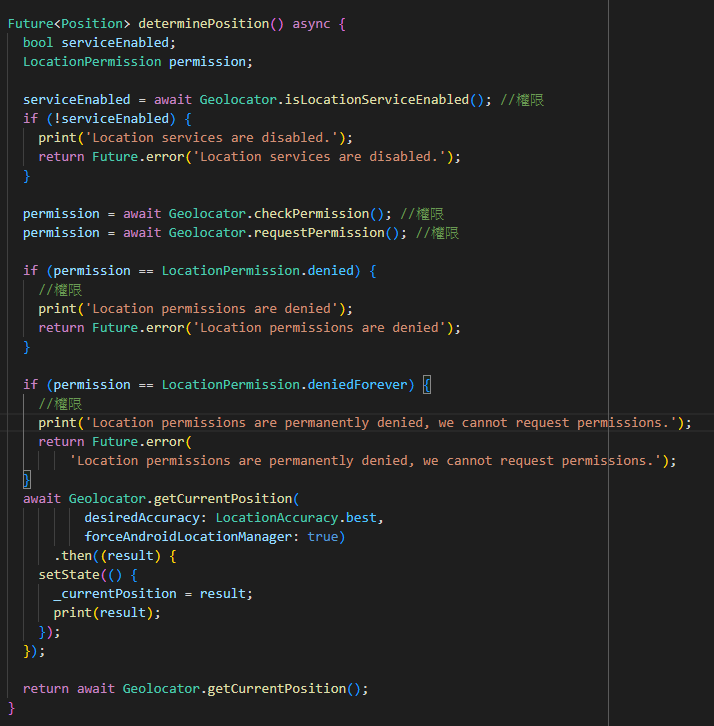 Future<Position> determinePosition() async {
bool serviceEnabled;
LocationPermission permission;
serviceEnabled = await Geolocator.isLocationServiceEnabled(); //權限
if (!serviceEnabled) {
print('Location services are disabled.');
return Future.error('Location services are disabled.');
}
permission = await Geolocator.checkPermission(); //權限
permission = await Geolocator.requestPermission(); //權限
if (permission == LocationPermission.denied) {
//權限
print('Location permissions are denied');
return Future.error('Location permissions are denied');
}
if (permission == LocationPermission.deniedForever) {
//權限
print('Location permissions are permanently denied, we cannot request permissions.');
return Future.error(
'Location permissions are permanently denied, we cannot request permissions.');
}
await Geolocator.getCurrentPosition(
desiredAccuracy: LocationAccuracy.best,
forceAndroidLocationManager: true)
.then((result) {
setState(() {
_currentPosition = result;
print(result);
});
});
return await Geolocator.getCurrentPosition();
}